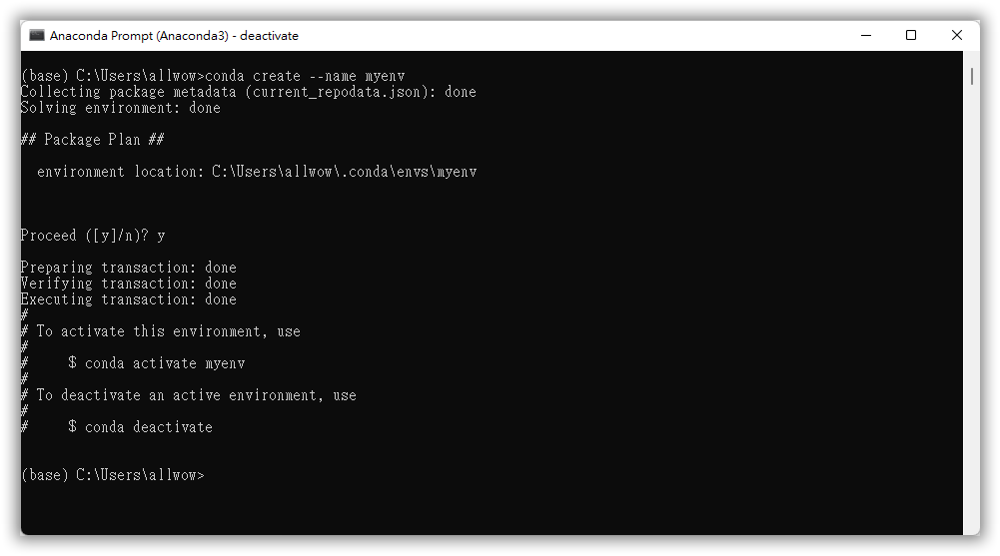 Anaconda Prompt (Anaconda3) - deactivate
(base) C:\Users\allwow>conda create --name myenv
Collecting package metadata (current_repodata.json): done
Solving environment: done
## Package Plan ##
  environment location: C:\Users\allwow\.conda\envs\myenv
Proceed ([y]/n)? y
Preparing transaction: done
Verifying transaction: done
Executing transaction: done
#
# To activate this environment, use
#
#     $ conda activate myenv
#
# To deactivate an active environment, use
#
#     $ conda deactivate
(base) C:\Users\allwow>